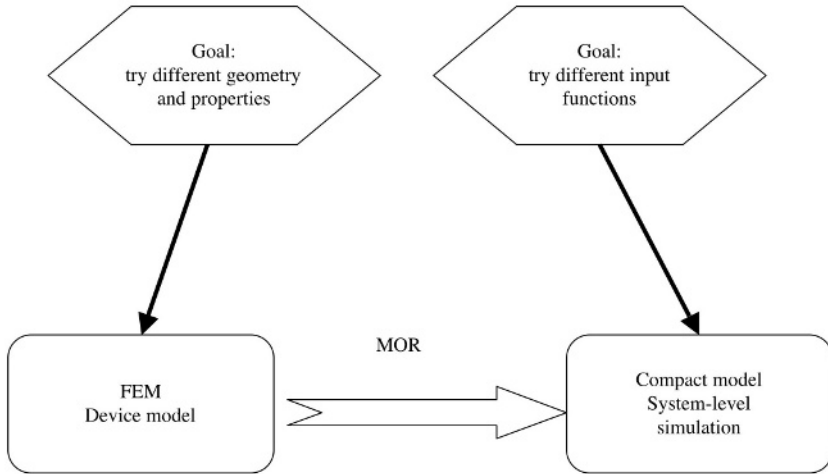 Goal:
try different geometry
and properties
Goal:
try different input
functions
MOR
FEM
Device model
Compact model
System-level
simulation